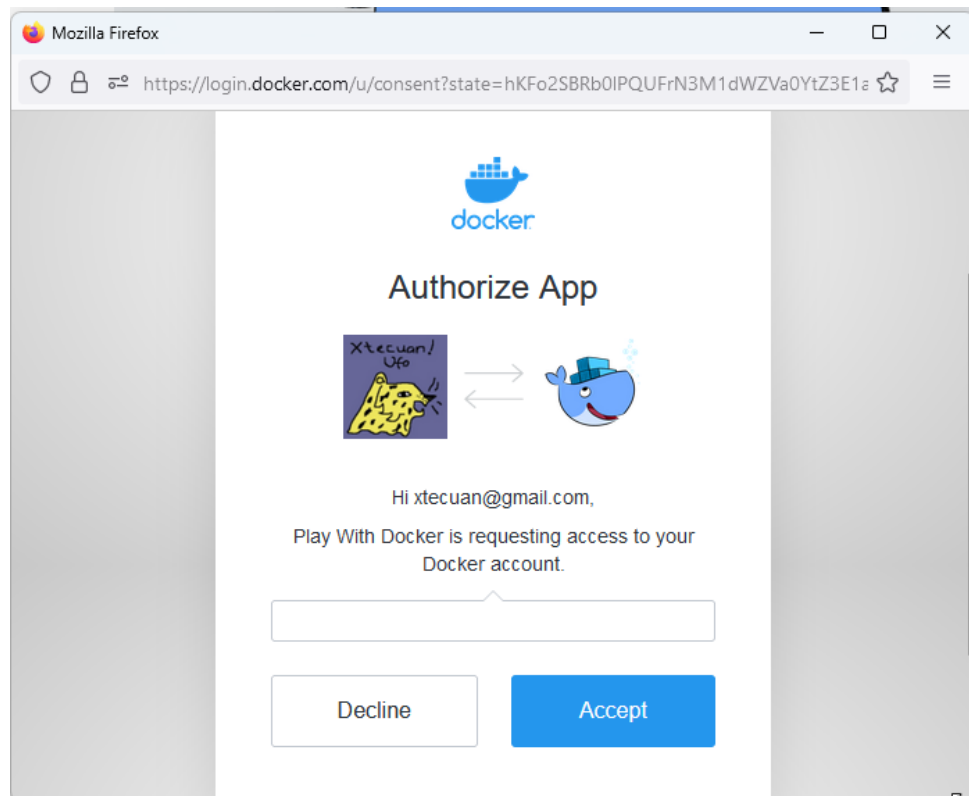 Mozilla Firefox
https://login.docker.com/u/consent?state=hKFo2SBRb0lPQUFrN3M1dWZVa0YtZ3E1a
docker
Authorize App
Xtecuan!
Ufo
Hi xtecuan@gmail.com,
Play With Docker is requesting access to your
Docker account.
Decline
Accept